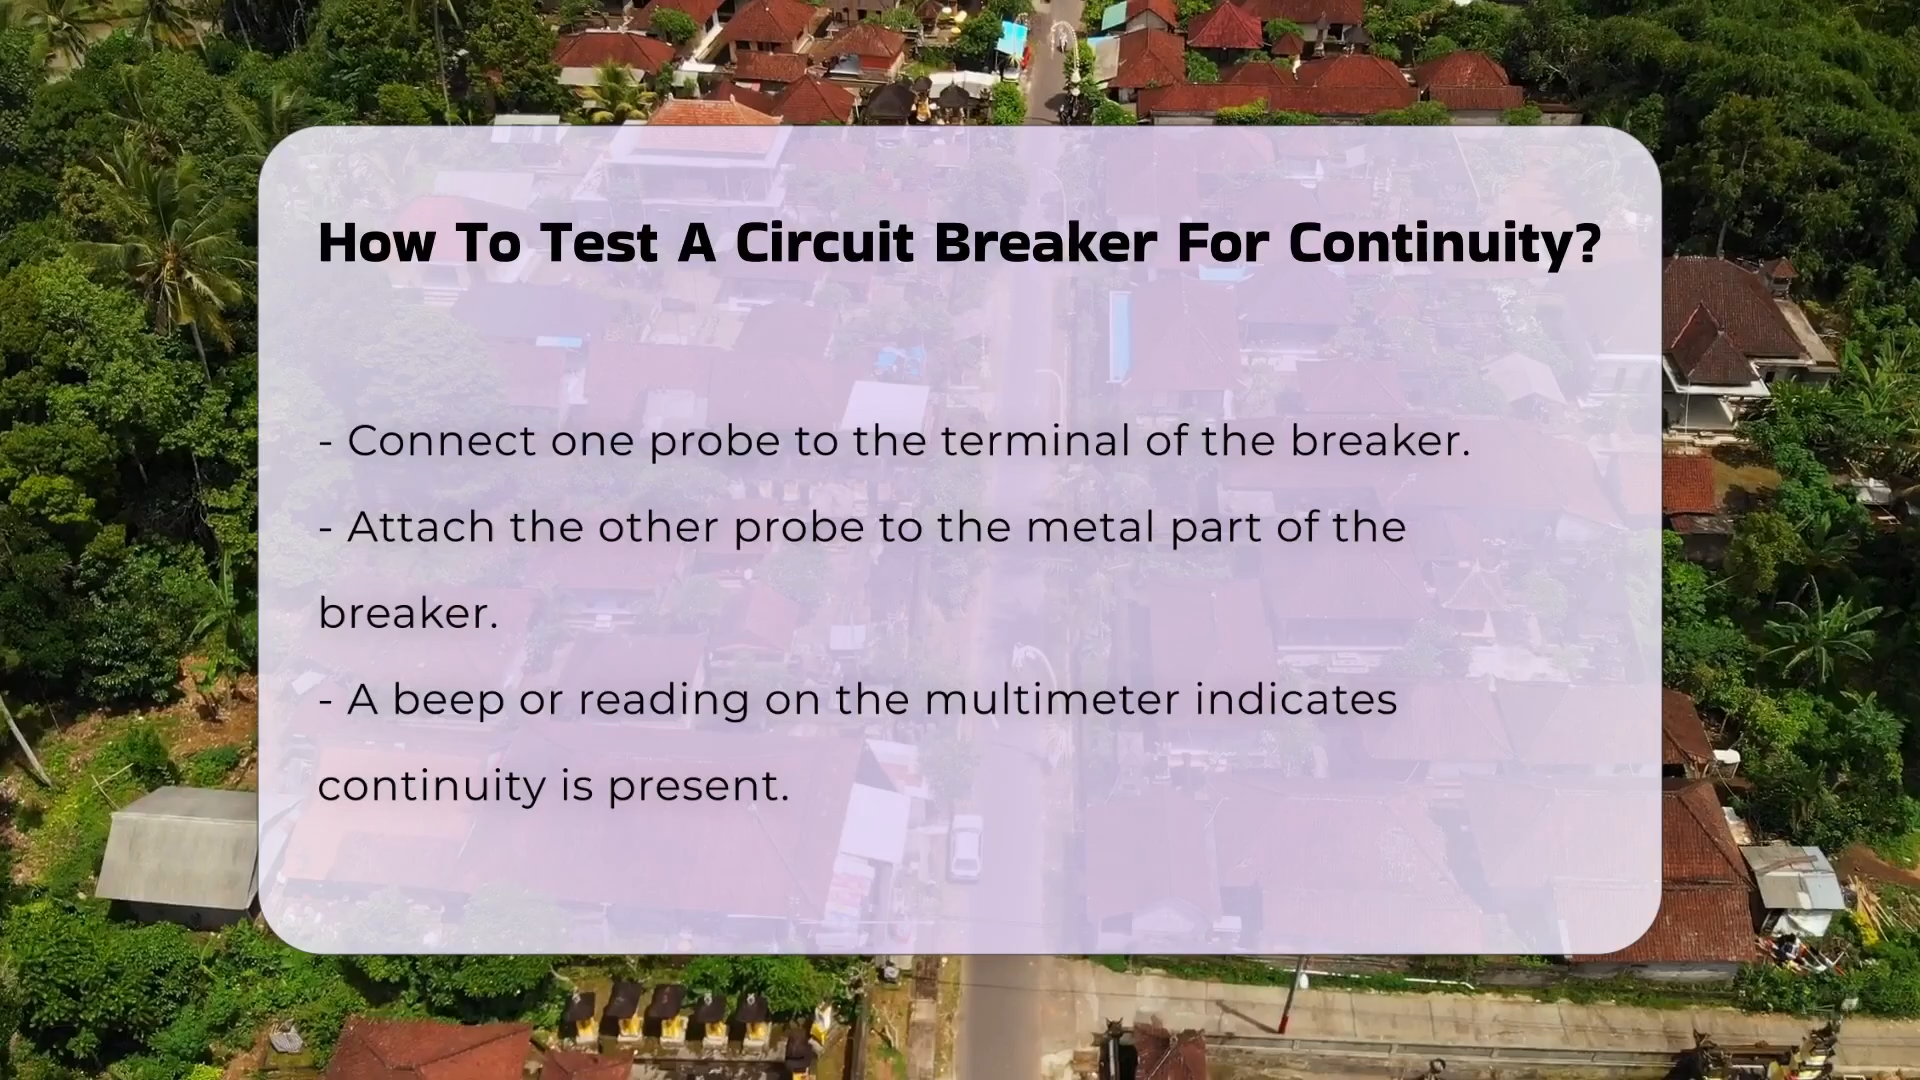 How To Test A Circuit Breaker For Continuity?
- Connect one probe to the terminal of the breaker.
- Attach the other probe to the metal part of the
breaker.
- A beep or reading on the multimeter indicates
continuity is present.